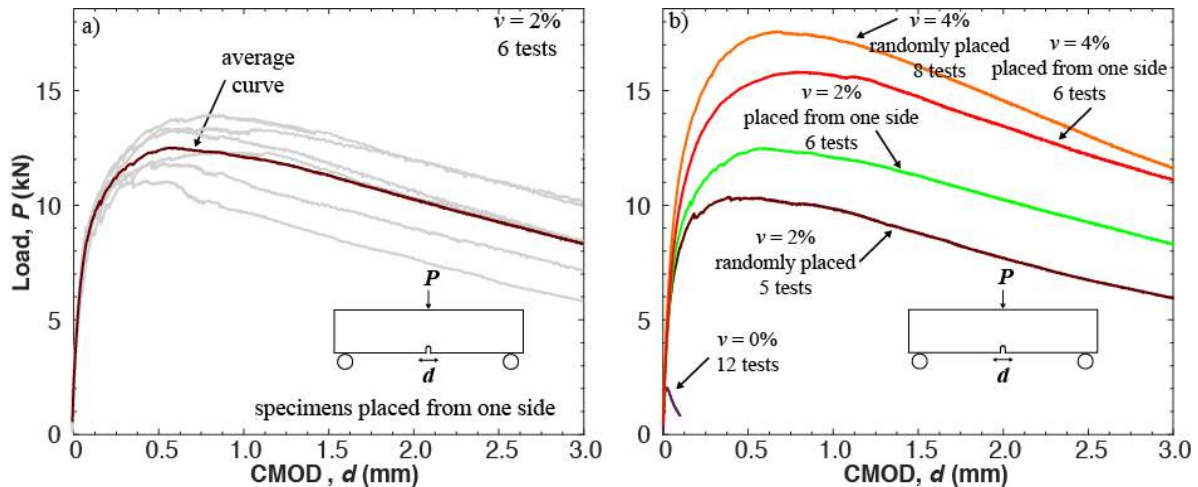 a)
v = 2%
6 tests
average
curve
15
10
5
0
Load, P (kN)
P
d
specimens placed from one side
0
0.5
1.0
1.5
2.0
2.5
3.0
CMOD, d (mm)
b)
v = 4%
randomly placed
8 tests
v = 4%
placed from one side
6 tests
v = 2%
placed from one side
6 tests
v = 2%
randomly placed
5 tests
v = 0%
12 tests
15
10
5
0
P
d
0
0.5
1.0
1.5
2.0
2.5
3.0
CMOD, d (mm)